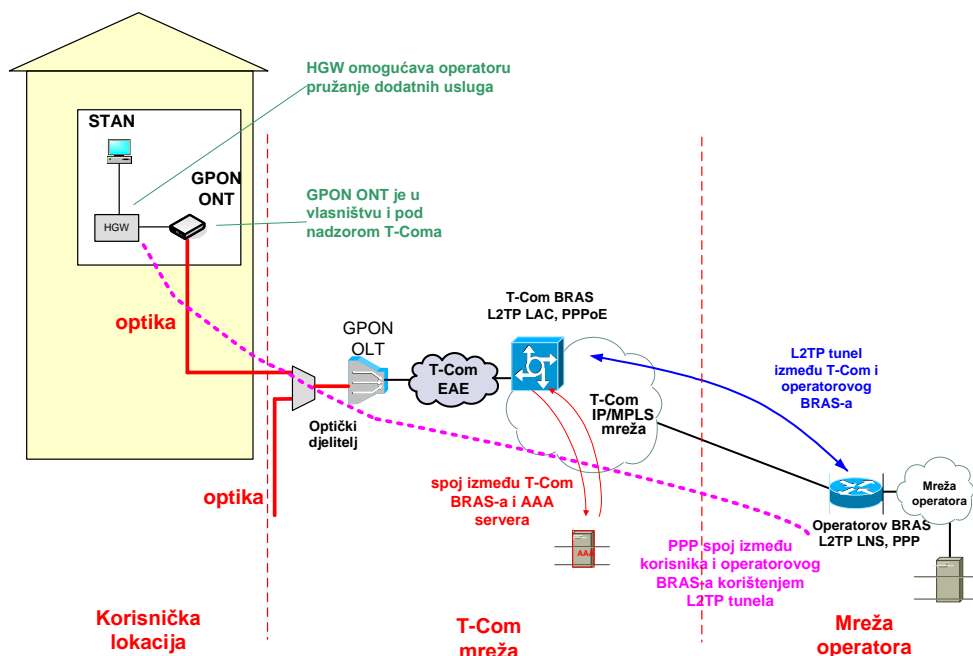 HGW omogućava operatoru
pružanje dodatnih usluga
STAN
GPON
ONT
HGW
GPON ONT je u
vlasništvu i pod
nadzorom T-Coma
optika
GPON
OLT
T-Com
EAE
T-Com BRAS
L2TP LAC, PPPoE
T-Com
IP/MPLS
mreža
L2TP tunel
između T-Com i
operatorovog
BRAS-a
Optički
djelitelj
optika
spoj između T-Com
BRAS-a i AAA
servera
AAA
Mreža
operatora
Operatorov BRAS
L2TP LNS, PPP
PPP spoj između
korisnika i operatorovog
BRAS-a korištenjem
L2TP tunela
Korisnička
lokacija
T-Com
mreža
Mreža
operatora